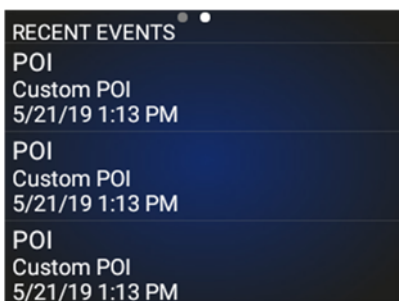 RECENT EVENTS
POI
Custom POI
5/21/19 1:13 PM
POI
Custom POI
5/21/19 1:13 PM
POI
Custom POI
5/21/19 1:13 PM